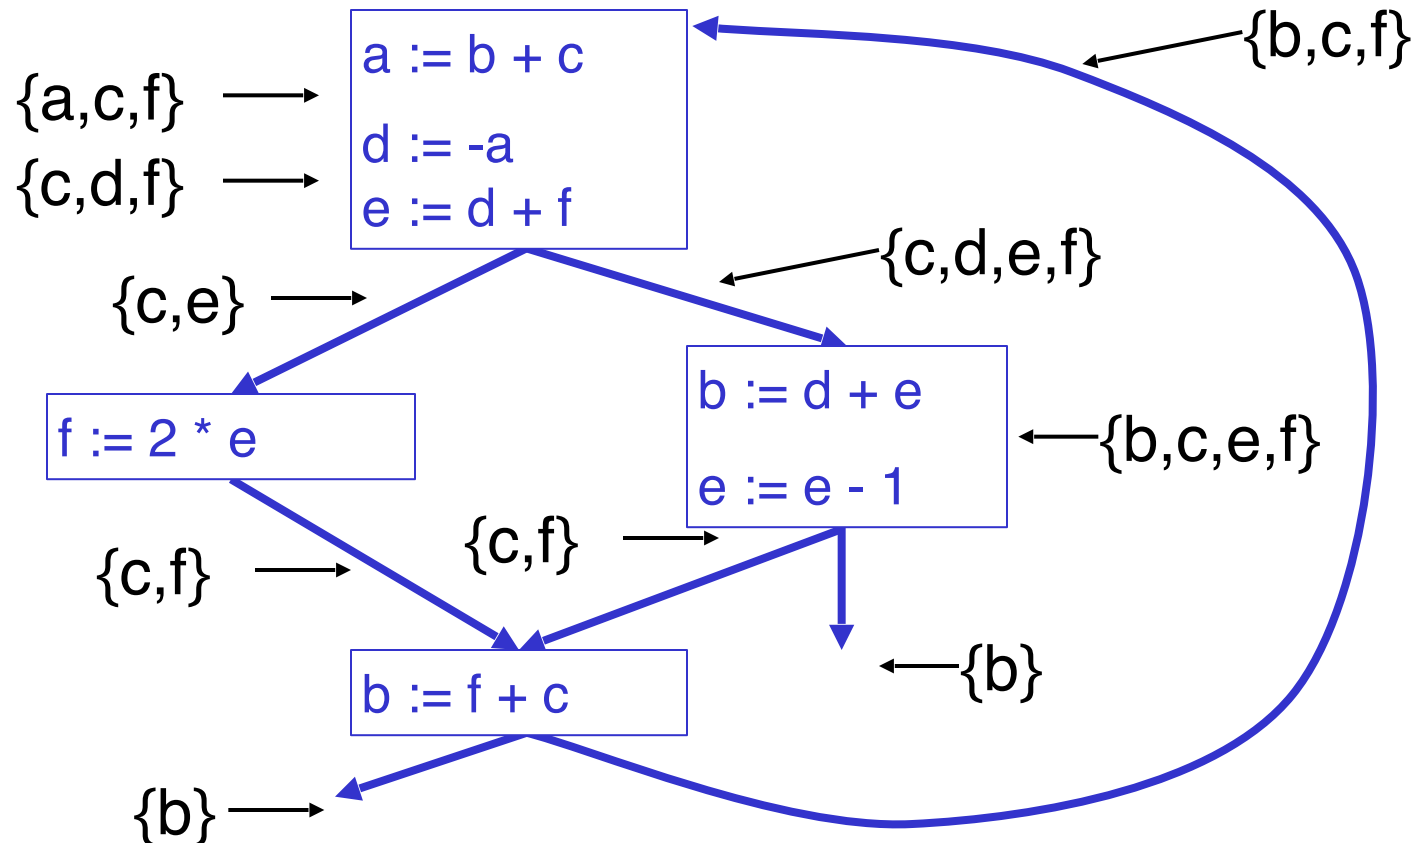 a := b + c
{b,c,f}
{a,c,f}
d := -a
{c,d,f}
e := d + f
{c,d,e,f}
{c,e}
b := d + e
f := 2 * e
{b,c,e,f}
e := e - 1
{c,f}
{c,f}
b := f + c
{b}
{b}